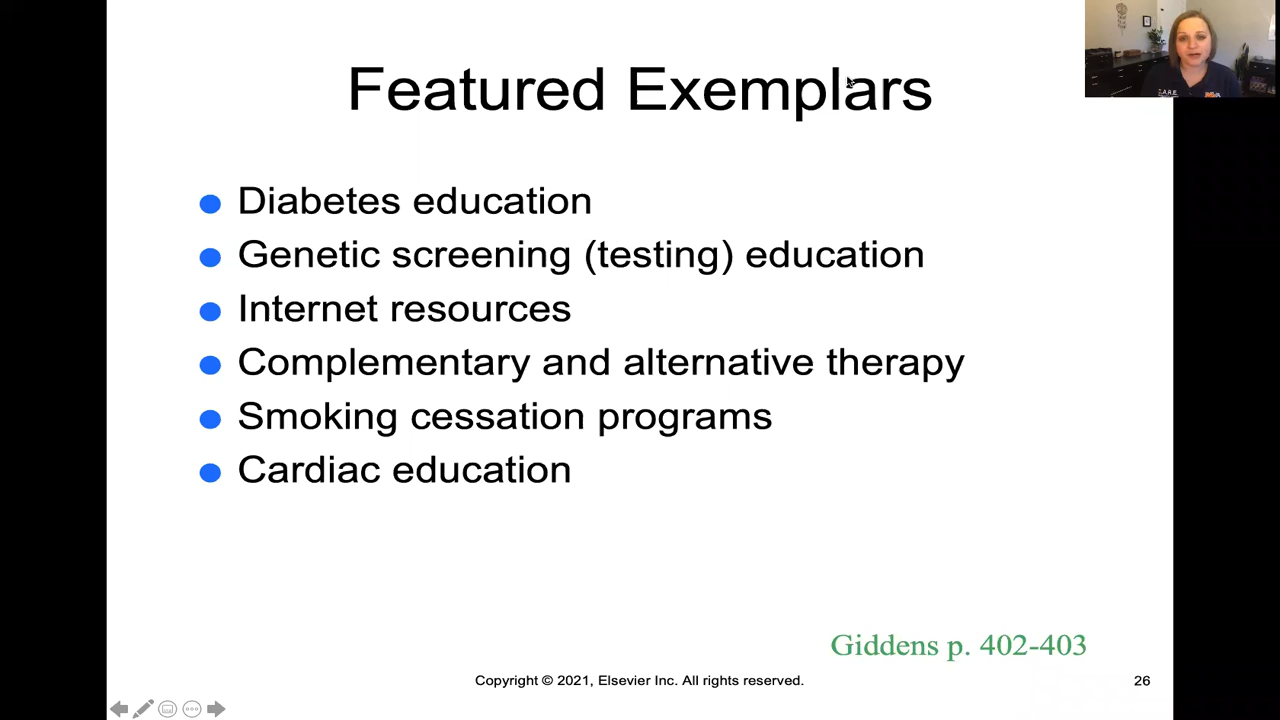 Featured Exemplars
Diabetes education
Genetic screening (testing) education
Internet resources
Complementary and alternative therapy
Smoking cessation programs
Cardiac education
Giddens p. 402-403
Copyright © 2021, Elsevier Inc. All rights reserved.
26